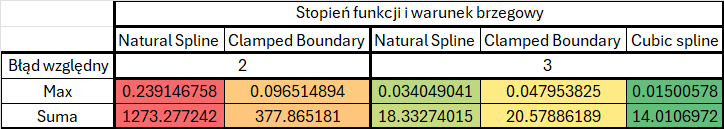 Stopień funkcji i warunek brzegowy
Natural Spline Clamped Boundary Natural Spline Clamped Boundary Cubic spline
Błąd względny 2 3
Max 0.239146758 0.096514894 0.034049041 0.047953825 0.01500578
Suma 1273.277242 377.865181 18.33274015 20.57886189 14.0106972